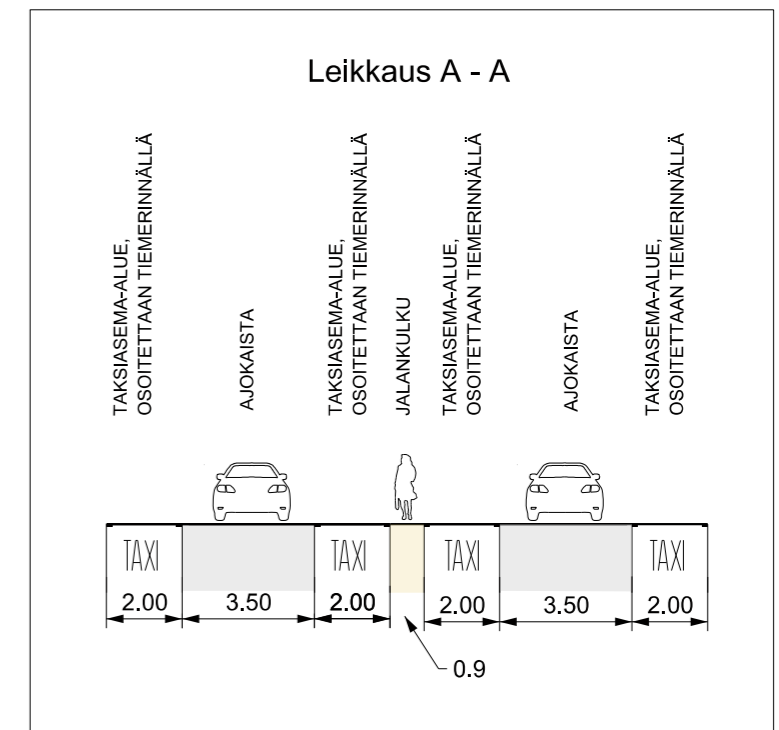 Leikkaus A - A
TAKSIASEMA-ALUE,
OSOITETTAAN TIEMERINNÄLLÄ
AJOKAISTA
TAKSIASEMA-ALUE,
OSOITETTAAN TIEMERINNÄLLÄ
JALANKULKU
TAKSIASEMA-ALUE,
OSOITETTAAN TIEMERINNÄLLÄ
AJOKAISTA
TAKSIASEMA-ALUE,
OSOITETTAAN TIEMERINNÄLLÄ
TAXI TAXI TAXI TAXI
2.00 3.50 2.00 2.00 3.50 2.00
0.9